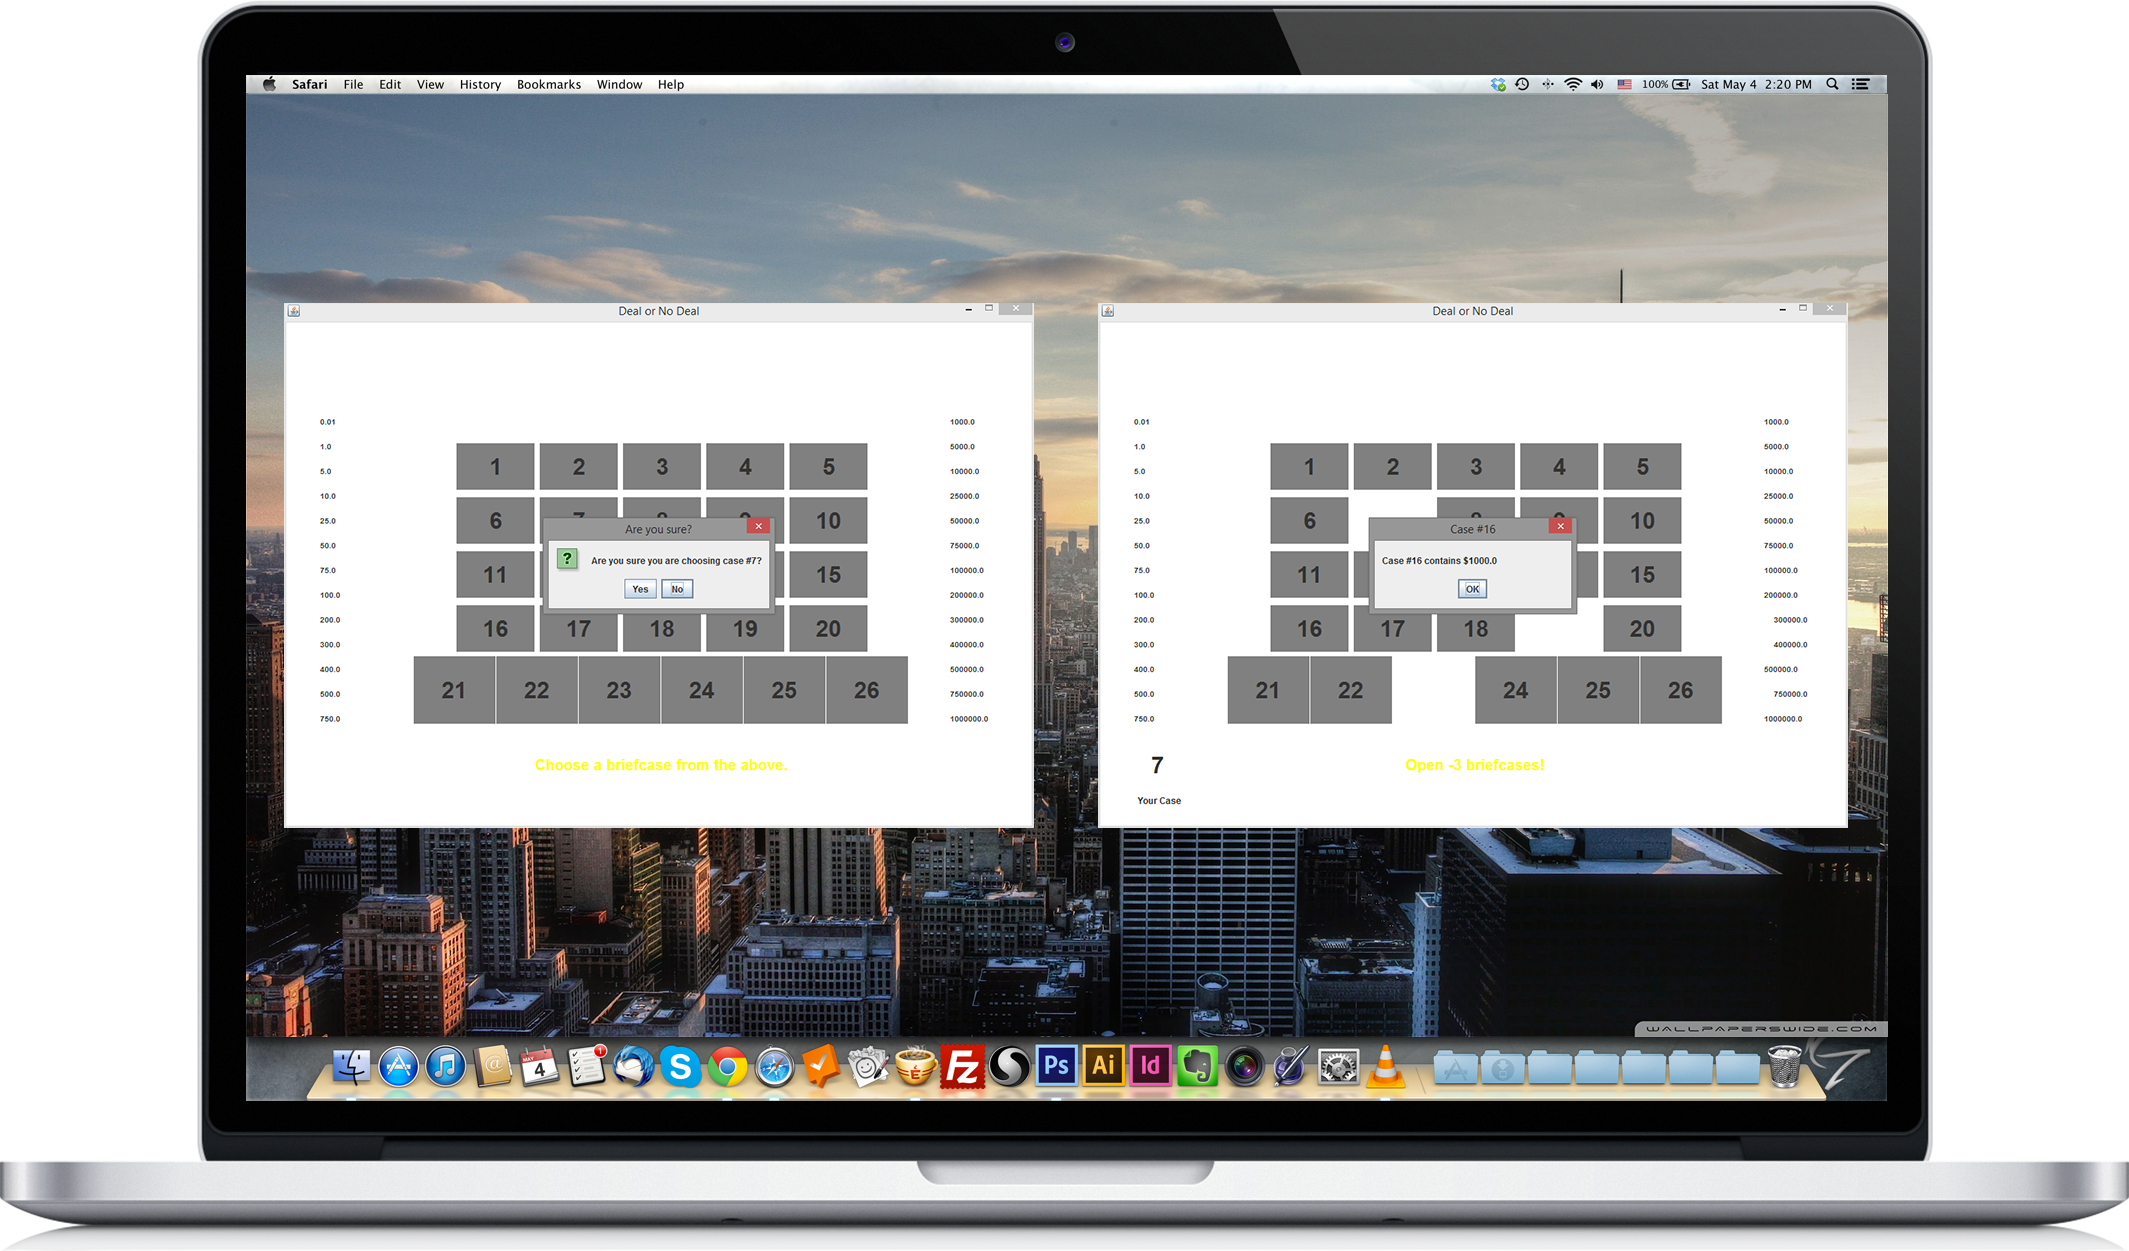 Safari File Edit View History Bookmarks Window Help
100% Sat May 4 2:20 PM
Deal or No Deal
0.01 1000.0
1.0 5000.0
1 2 3 4 5
5.0 10000.0
10.0 25000.0
6 10
25.0 50000.0
Are you sure?
50.0 75000.0
? Are you sure you are choosing case #7?
11 15
75.0 100000.0
Yes No
100.0 200000.0
200.0 300000.0
16 17 18 19 20
300.0 400000.0
400.0 500000.0
21 22 23 24 25 26
500.0 750000.0
750.0 1000000.0
Choose a briefcase from the above.
Deal or No Deal
0.01 1000.0
1.0 5000.0
1 2 3 4 5
5.0 10000.0
10.0 25000.0
6 10
25.0 50000.0
Case #16
50.0 75000.0
Case #16 contains $1000.0
11 15
75.0 100000.0
OK
100.0 200000.0
200.0 300000.0
16 17 18 20
300.0 400000.0
400.0 500000.0
21 22 24 25 26
500.0 750000.0
750.0 1000000.0
7
Open -3 briefcases!
Your Case
WALLPAPERSWIDE.COM
MAY
4
1
S
E
Fz
S
Ps
Ai
Id